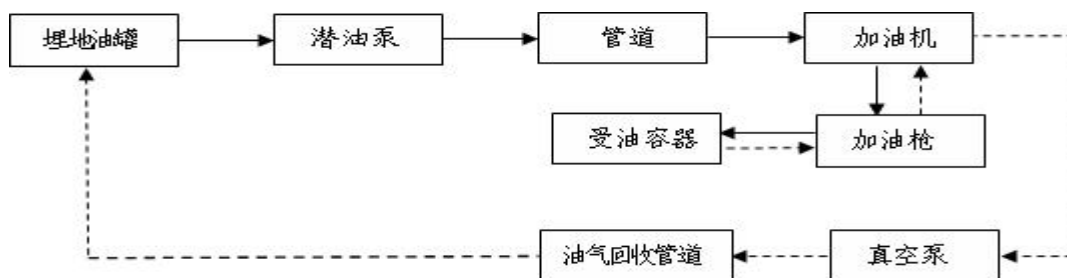 埋地油罐
潜油泵
管道
加油机
受油容器
加油枪
油气回收管道
真空泵